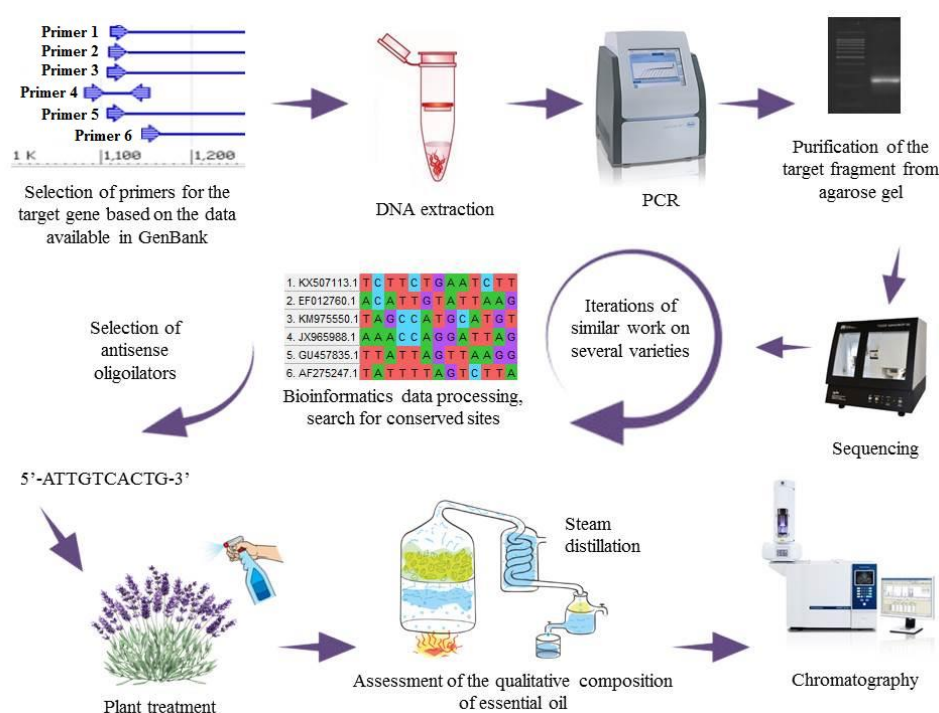 Primer 1
Primer 2
Primer 3
Primer 4
Primer 5
Primer 6
1 K
1,100
1,200
Selection of primers for the
target gene based on the data
available in GenBank
DNA extraction
PCR
Purification of the
target fragment from
agarose gel
Selection of
antisense
oligoilators
1. KX507113.1 T C T T C T G A A T C T T
2. EF012760.1 A C A T T G T A T T A A G
3. KM975550.1 T A G C C A T G C A T G T
4. JX965988.1 A A A C C A G G A T T A G
5. GU457835.1 T T A T T A G T T A A G G
6. AF275247.1 T A T T T T A G T C T T A
Bioinformatics data processing,
search for conserved sites
Iterations of
similar work on
several varieties
Sequencing
5’-ATTGTCACTG-3’
Plant treatment
Steam
distillation
Assessment of the qualitative composition
of essential oil
Chromatography